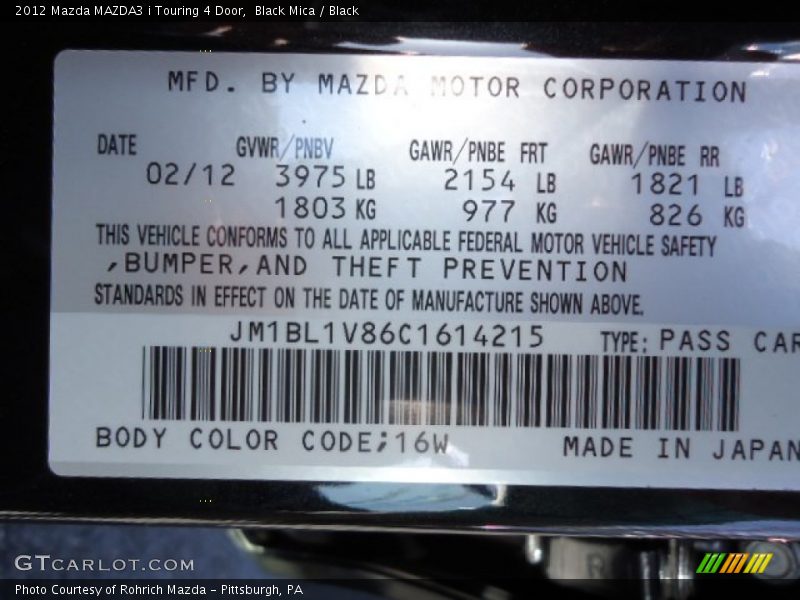 2012 Mazda MAZDA3 i Touring 4 Door, Black Mica / Black
MFD. BY MAZDA MOTOR CORPORATION
DATE GVWR/PNBV GAWR/PNBE FRT GAWR/PNBE RR
02/12 3975 LB 2154 LB 1821 LB
1803 KG 977 KG 826 KG
THIS VEHICLE CONFORMS TO ALL APPLICABLE FEDERAL MOTOR VEHICLE SAFETY
,BUMPER,AND THEFT PREVENTION
STANDARDS IN EFFECT ON THE DATE OF MANUFACTURE SHOWN ABOVE.
JM1BL1V86C1614215 TYPE: PASS CAR
BODY COLOR CODE;16W MADE IN JAPAN
R
GTCARLOT.COM
Photo Courtesy of Rohrich Mazda - Pittsburgh, PA